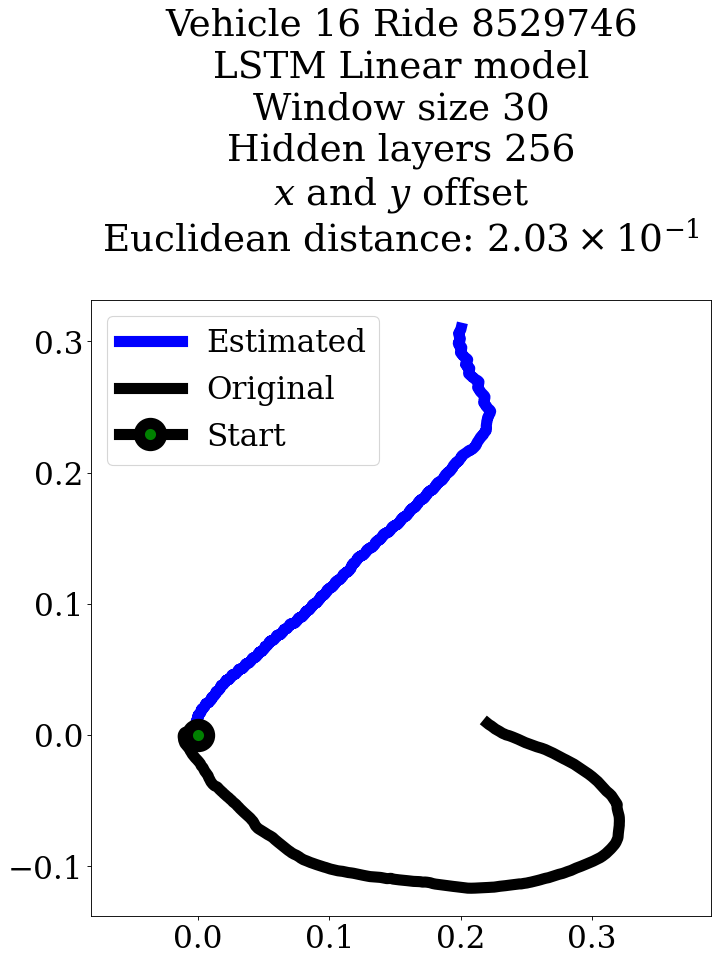 Vehicle 16 Ride 8529746
LSTM Linear model
Window size 30
Hidden layers 256
x and y offset
Euclidean distance: 2.03 × 10⁻¹
Estimated
Original
Start
0.3
0.2
0.1
0.0
−0.1
0.0 0.1 0.2 0.3